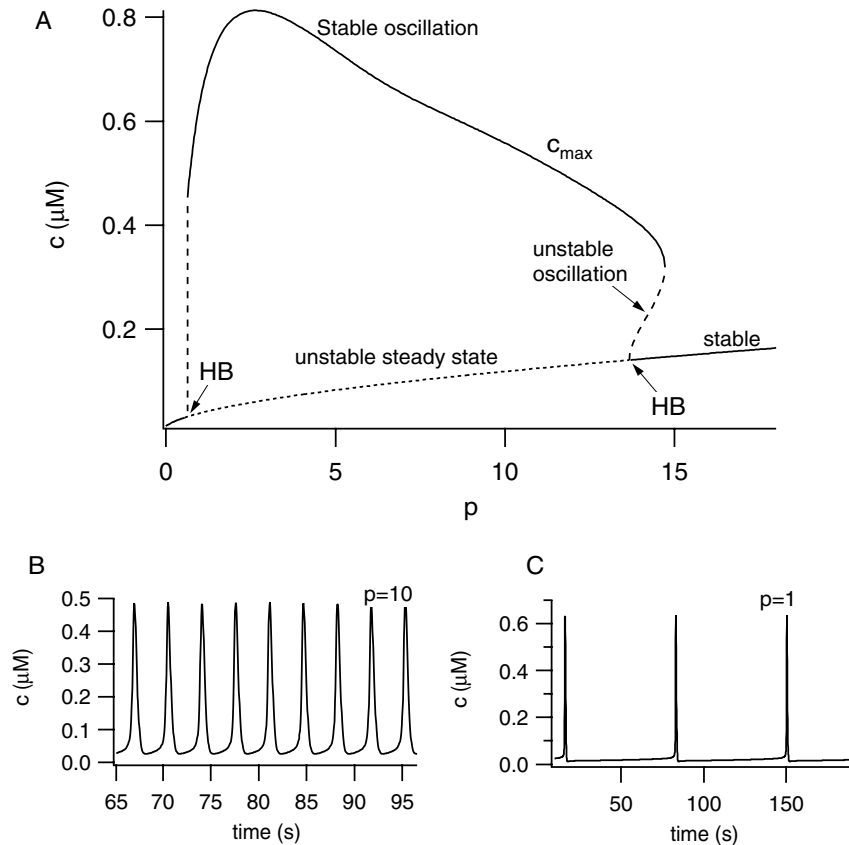 A
0.8
0.6
0.4
0.2
c (μM)
Stable oscillation
cmax
unstable
oscillation
unstable steady state
stable
HB
HB
0
5
10
15
p
B
p=10
0.5
0.4
0.3
0.2
0.1
0.0
c (μM)
65
70
75
80
85
90
95
time (s)
C
p=1
0.6
0.4
0.2
0.0
c (μM)
50
100
150
time (s)